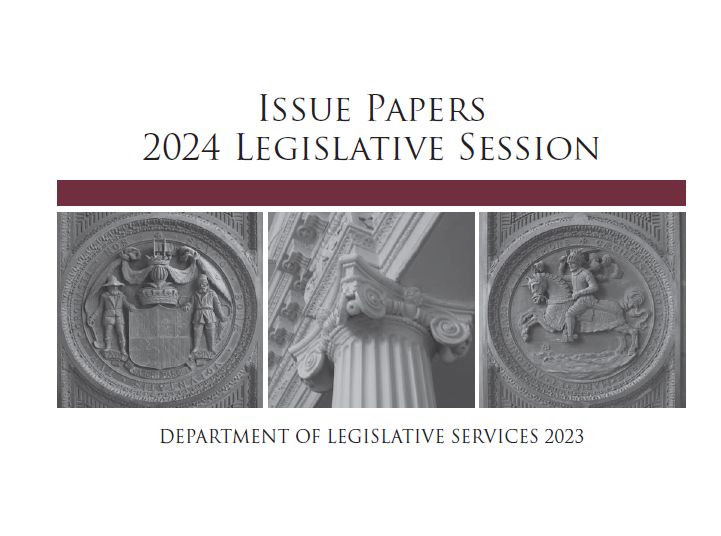 ISSUE PAPERS
2024 LEGISLATIVE SESSION
DEPARTMENT OF LEGISLATIVE SERVICES 2023